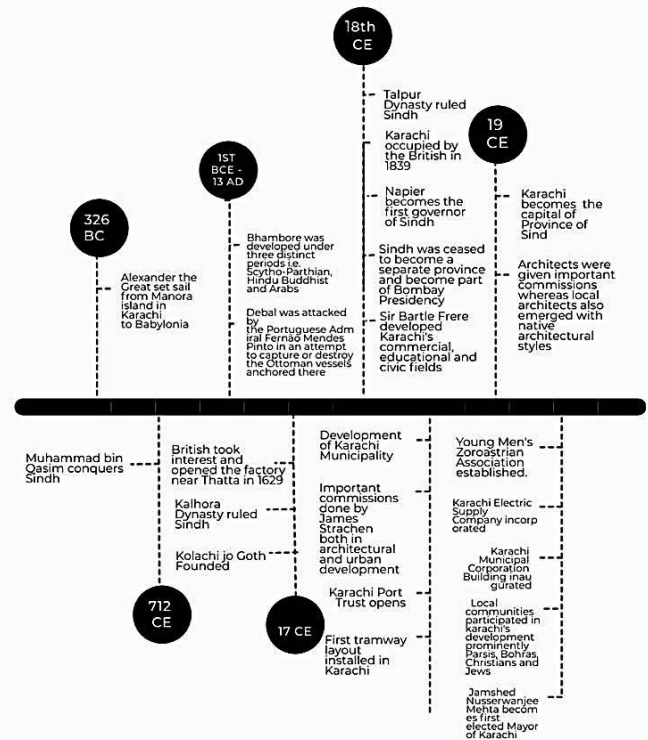 326
BC
Alexander the
Great set sail
from Manora
island in
Karachi
to Babylonia
1ST
BCE -
13 AD
Bhambore was
developed under
three distinct
periods i.e.
Scytho-Parthian,
Hindu Buddhist
and Arabs
Debal was attacked
by
the Portuguese Adm
iral Fernão Mendes
Pinto in an attempt
to capture or destroy
the Ottoman vessels
anchored there
18th
CE
Talpur
Dynasty ruled
Sindh
Karachi
occupied by
the British in
1839
Napier
becomes the
first governor
of Sindh
Sindh was ceased
to become a
separate province
and become part
of Bombay
Presidency
Sir Bartle Frere
developed
Karachi's
commercial,
educational and
civic fields
19
CE
Karachi
becomes the
capital of
Province of
Sind
Architects were
given important
commissions
whereas local
architects also
emerged with
native
architectural
styles
Muhammad bin
Qasim conquers
Sindh
712
CE
British took
interest and
opened the factory
near Thatta in 1629
Kalhora
Dynasty ruled
Sindh
Kolachi jo Goth
Founded
17 CE
Development
of Karachi
Municipality
Important
commissions
done by
James
Strachen
both in
architectural
and urban
development
Karachi Port
Trust opens
First tramway
layout
installed in
Karachi
Young Men's
Zoroastrian
Association
established.
Karachi Electric
Supply
Company incorp
orated
Karachi
Municipal
Corporation
Building inau
gurated
Local
communities
participated in
karachi's
development
prominently
Parsis, Bohras,
Christians and
Jews
Jamshed
Nusserwanjee
Mehta becom
es first
elected Mayor
of Karachi